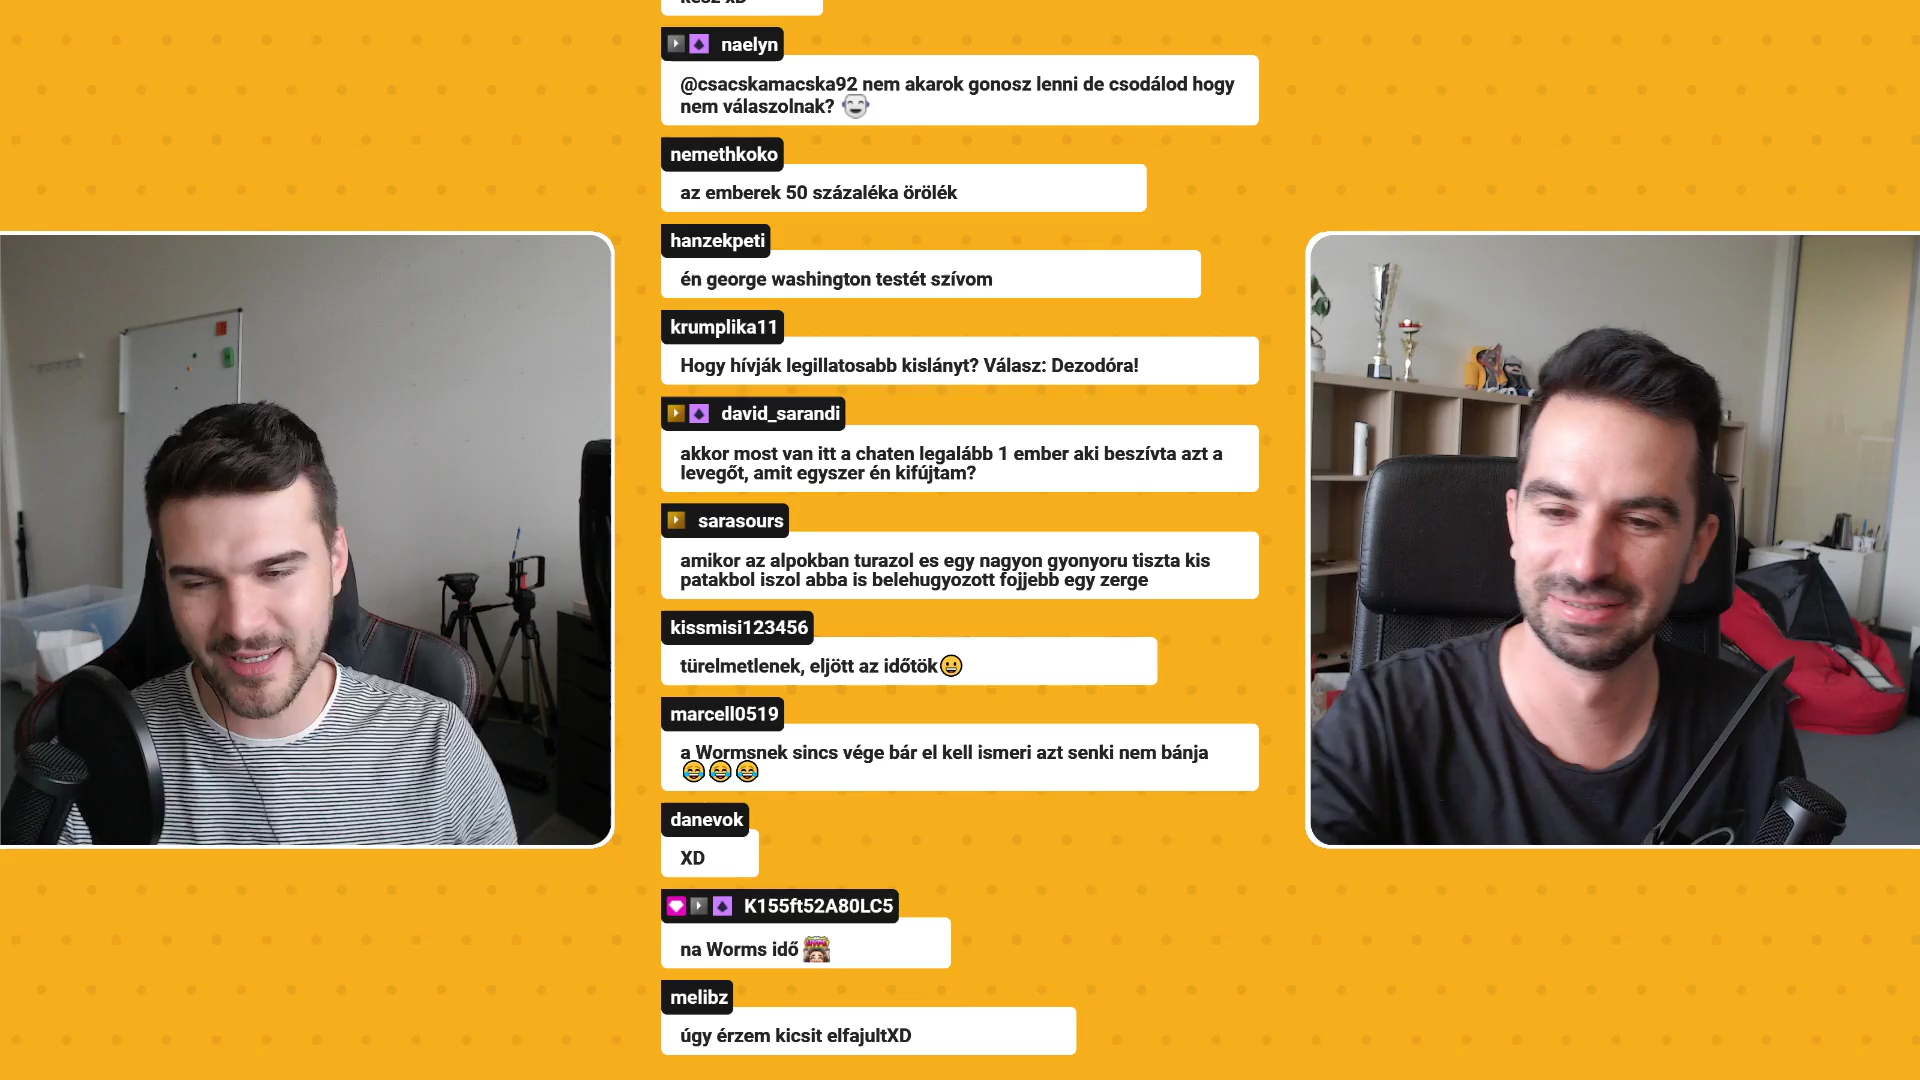 kész xD
naelyn
@csacskamacska92 nem akarok gonosz lenni de csodálod hogy
nem válaszolnak?
nemethkoko
az emberek 50 százaléka örölék
hanzekpeti
én george washington testét szívom
krumplika11
Hogy hívják legillatosabb kislányt? Válasz: Dezodóra!
david_sarandi
akkor most van itt a chaten legalább 1 ember aki beszívta azt a
levegőt, amit egyszer én kifújtam?
sarasours
amikor az alpokban turazol es egy nagyon gyonyoru tiszta kis
patakbol iszol abba is belehugyozott fojjebb egy zerge
kissmisi123456
türelmetlenek, eljött az időtök
marcell0519
a Wormsnek sincs vége bár el kell ismeri azt senki nem bánja
danevok
XD
K155ft52A80LC5
na Worms idő
melibz
úgy érzem kicsit elfajultXD